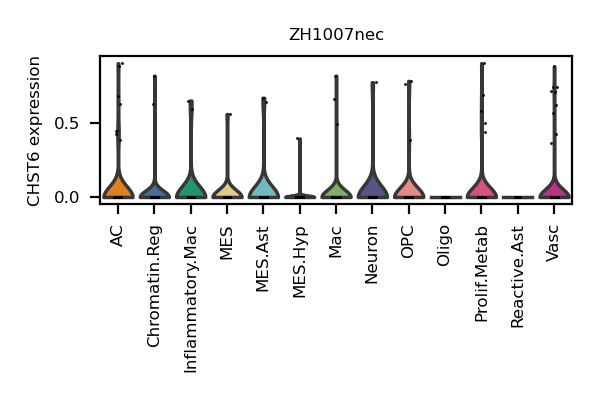 ZH1007nec
CHST6 expression
0.5
0.0
AC
Chromatin.Reg
Inflammatory.Mac
MES
MES.Ast
MES.Hyp
Mac
Neuron
OPC
Oligo
Prolif.Metab
Reactive.Ast
Vasc